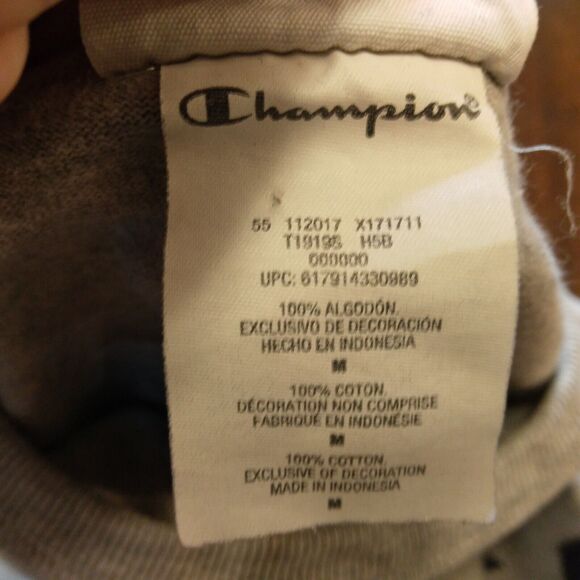 Champion
55 112017 X171711
T1919S H5B
000000
UPC: 617914330989
100% ALGODÓN.
EXCLUSIVO DE DECORACIÓN
HECHO EN INDONESIA
M
100% COTON.
DÉCORATION NON COMPRISE
FABRIQUÉ EN INDONÉSIE
M
100% COTTON.
EXCLUSIVE OF DECORATION
MADE IN INDONESIA
M